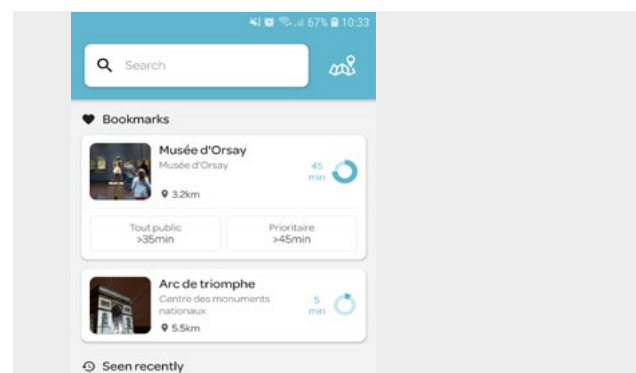 67% 10:33
Search
Bookmarks
Musée d'Orsay
Musée d'Orsay
45
min
3.2km
Tout public
>35min
Prioritaire
>45min
Arc de triomphe
Centre des monuments
nationaux
5
min
5.5km
Seen recently